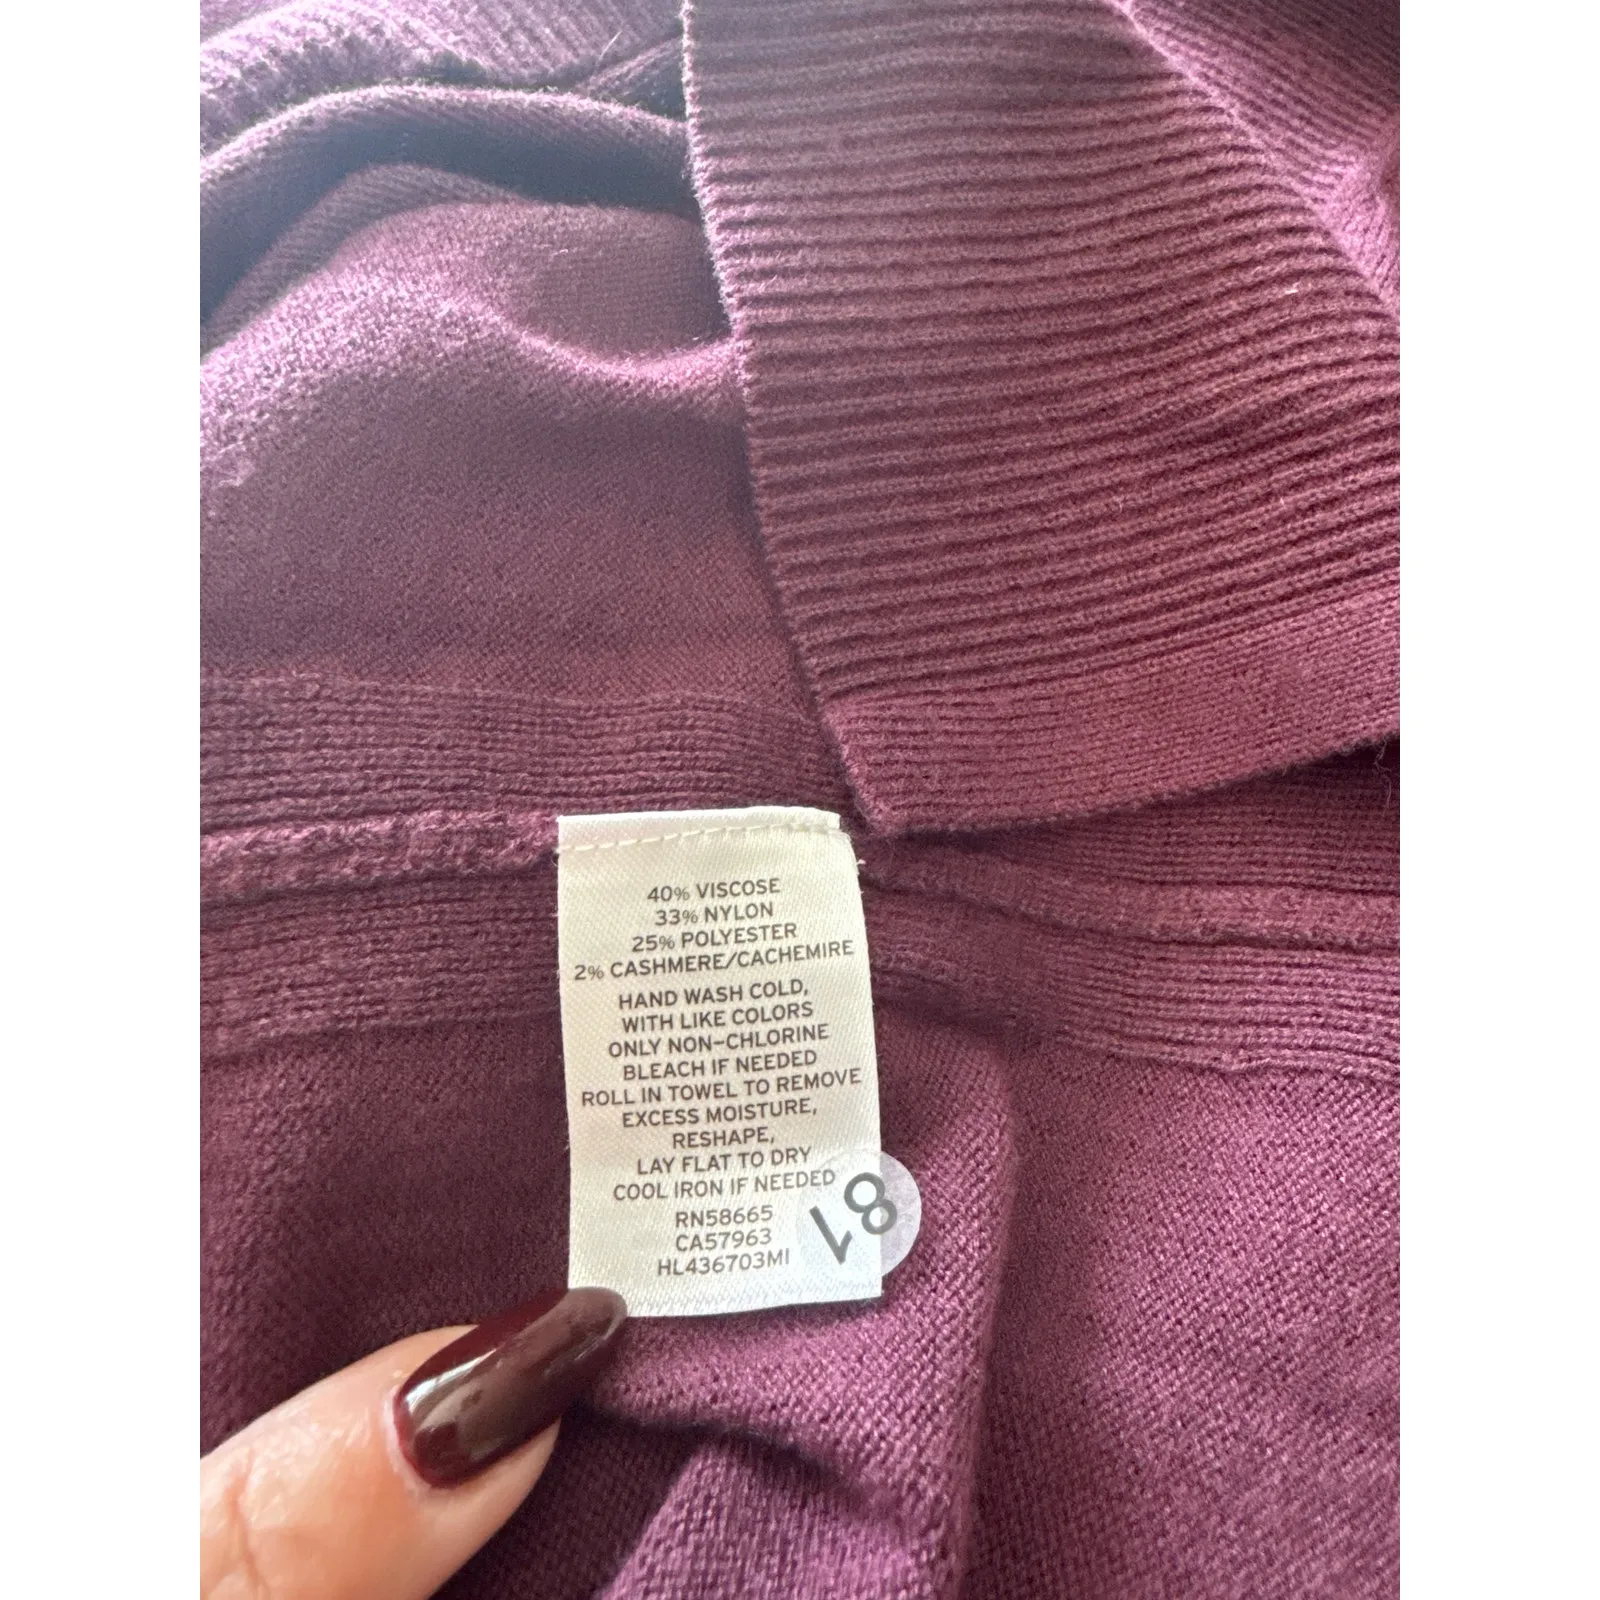 40% VISCOSE
33% NYLON
25% POLYESTER
2% CASHMERE/CACHEMIRE
HAND WASH COLD,
WITH LIKE COLORS
ONLY NON-CHLORINE
BLEACH IF NEEDED
ROLL IN TOWEL TO REMOVE
EXCESS MOISTURE,
RESHAPE,
LAY FLAT TO DRY
COOL IRON IF NEEDED
RN58665
CA57963
HL436703MI
81